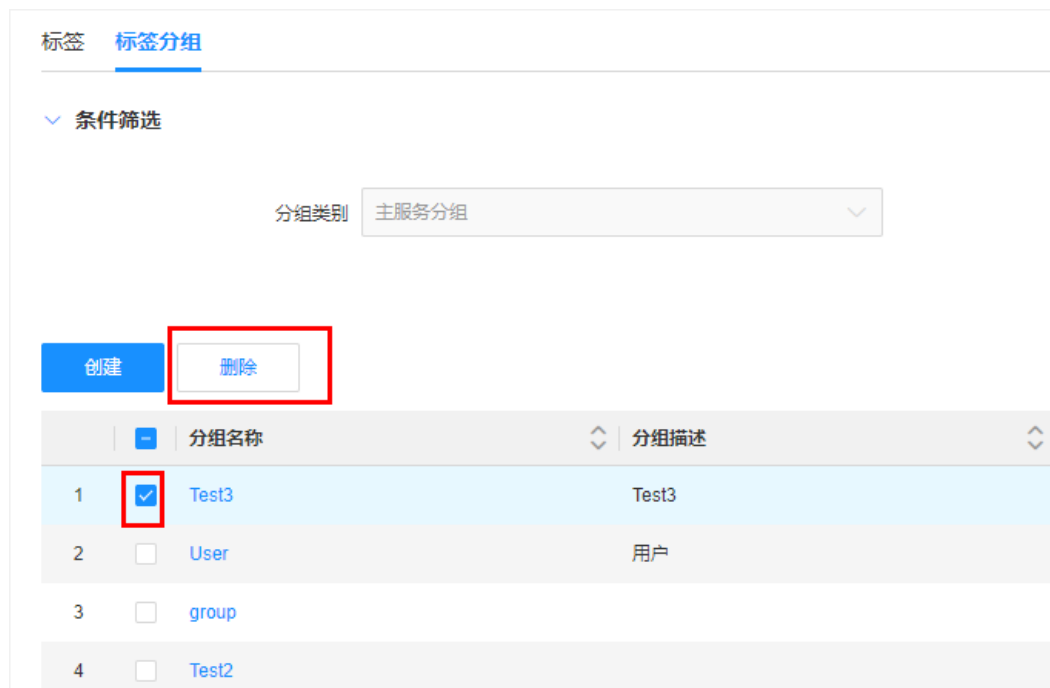 标签 标签分组
条件筛选
分组类别 主服务分组
创建 删除
分组名称 分组描述
1 Test3 Test3
2 User 用户
3 group
4 Test2